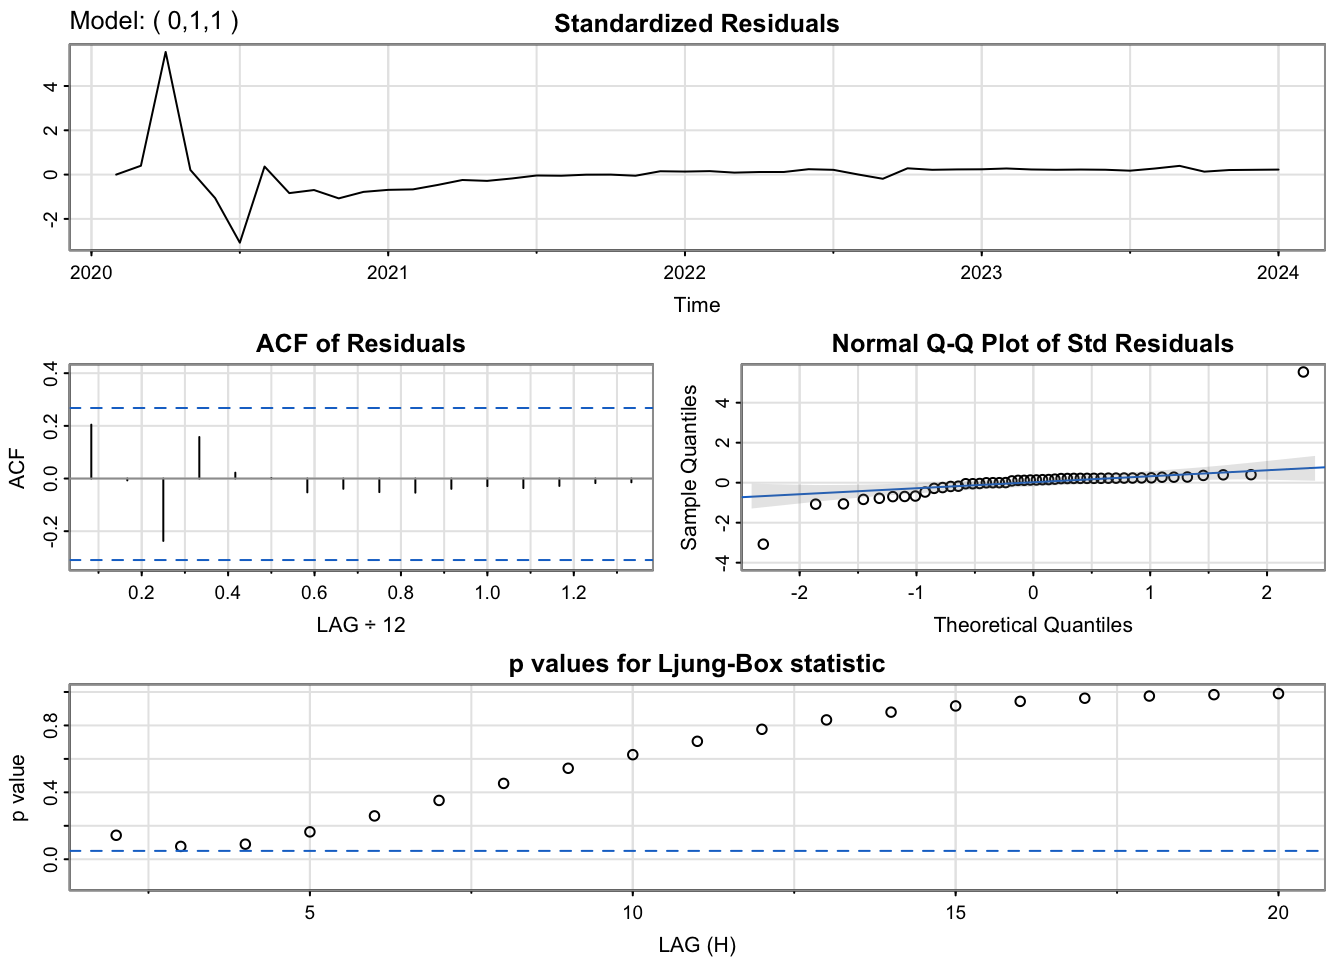 Model: ( 0,1,1 )
Standardized Residuals
4
2
0
-2
2020 2021 2022 2023 2024
Time
ACF of Residuals
ACF
0.4
0.2
0.0
-0.2
0.2 0.4 0.6 0.8 1.0 1.2
LAG ÷ 12
Normal Q-Q Plot of Std Residuals
Sample Quantiles
4
2
0
-2
-4
-2 -1 0 1 2
Theoretical Quantiles
p values for Ljung-Box statistic
p value
0.8
0.4
0.0
5 10 15 20
LAG (H)